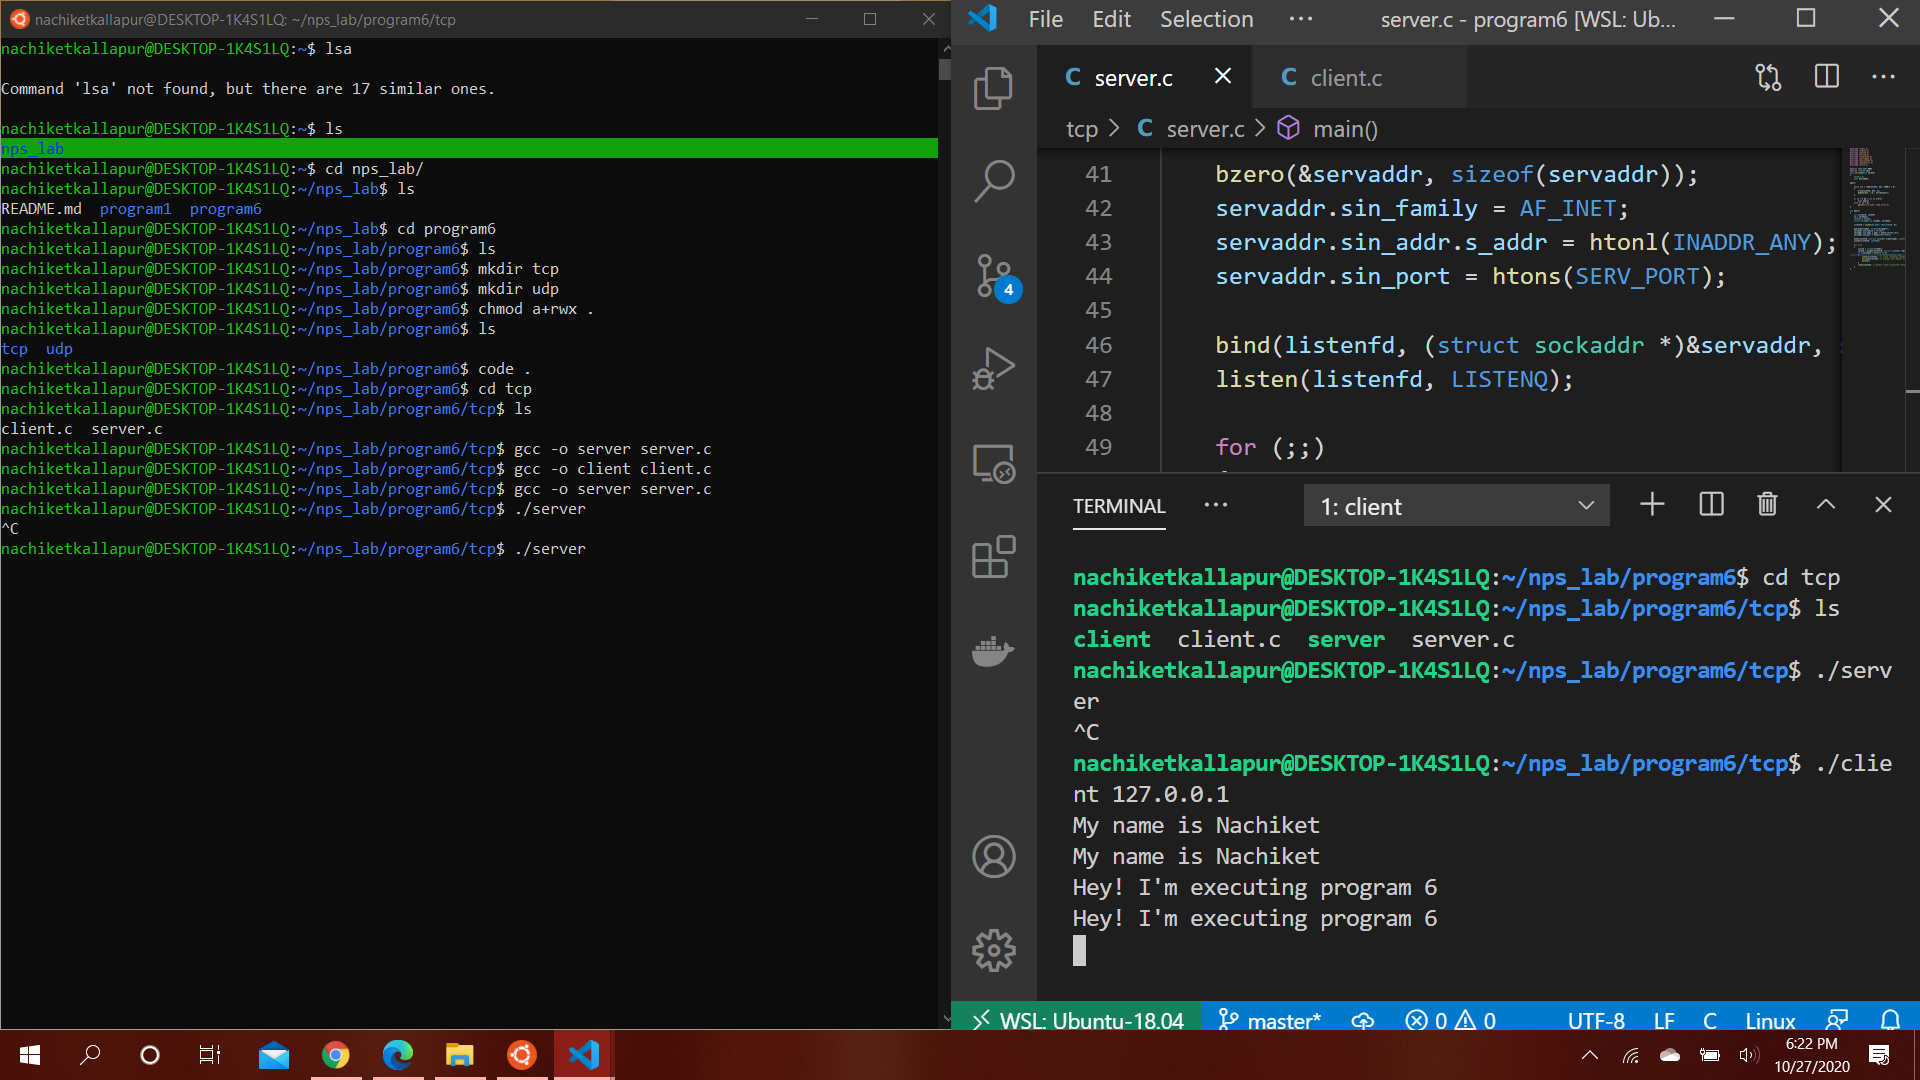 nachiketkallapur@DESKTOP-1K4S1LQ: ~/nps_lab/program6/tcp
nachiketkallapur@DESKTOP-1K4S1LQ:~$ lsa
Command 'lsa' not found, but there are 17 similar ones.
nachiketkallapur@DESKTOP-1K4S1LQ:~$ ls
nps_lab
nachiketkallapur@DESKTOP-1K4S1LQ:~$ cd nps_lab/
nachiketkallapur@DESKTOP-1K4S1LQ:~/nps_lab$ ls
README.md  program1  program6
nachiketkallapur@DESKTOP-1K4S1LQ:~/nps_lab$ cd program6
nachiketkallapur@DESKTOP-1K4S1LQ:~/nps_lab/program6$ ls
nachiketkallapur@DESKTOP-1K4S1LQ:~/nps_lab/program6$ mkdir tcp
nachiketkallapur@DESKTOP-1K4S1LQ:~/nps_lab/program6$ mkdir udp
nachiketkallapur@DESKTOP-1K4S1LQ:~/nps_lab/program6$ chmod a+rwx .
nachiketkallapur@DESKTOP-1K4S1LQ:~/nps_lab/program6$ ls
tcp  udp
nachiketkallapur@DESKTOP-1K4S1LQ:~/nps_lab/program6$ code .
nachiketkallapur@DESKTOP-1K4S1LQ:~/nps_lab/program6$ cd tcp
nachiketkallapur@DESKTOP-1K4S1LQ:~/nps_lab/program6/tcp$ ls
client.c  server.c
nachiketkallapur@DESKTOP-1K4S1LQ:~/nps_lab/program6/tcp$ gcc -o server server.c
nachiketkallapur@DESKTOP-1K4S1LQ:~/nps_lab/program6/tcp$ gcc -o client client.c
nachiketkallapur@DESKTOP-1K4S1LQ:~/nps_lab/program6/tcp$ gcc -o server server.c
nachiketkallapur@DESKTOP-1K4S1LQ:~/nps_lab/program6/tcp$ ./server
^C
nachiketkallapur@DESKTOP-1K4S1LQ:~/nps_lab/program6/tcp$ ./server
File Edit Selection ··· server.c - program6 [WSL: Ub...
C server.c C client.c
tcp > C server.c > main()
41 bzero(&servaddr, sizeof(servaddr));
42 servaddr.sin_family = AF_INET;
43 servaddr.sin_addr.s_addr = htonl(INADDR_ANY);
44 servaddr.sin_port = htons(SERV_PORT);
45
46 bind(listenfd, (struct sockaddr *)&servaddr,
47 listen(listenfd, LISTENQ);
48
49 for (;;)
4
TERMINAL ··· 1: client
nachiketkallapur@DESKTOP-1K4S1LQ:~/nps_lab/program6$ cd tcp
nachiketkallapur@DESKTOP-1K4S1LQ:~/nps_lab/program6/tcp$ ls
client  client.c  server  server.c
nachiketkallapur@DESKTOP-1K4S1LQ:~/nps_lab/program6/tcp$ ./serv
er
^C
nachiketkallapur@DESKTOP-1K4S1LQ:~/nps_lab/program6/tcp$ ./clie
nt 127.0.0.1
My name is Nachiket
My name is Nachiket
Hey! I'm executing program 6
Hey! I'm executing program 6
WSL: Ubuntu-18.04 master* 0 0 UTF-8 LF C Linux
6:22 PM
10/27/2020